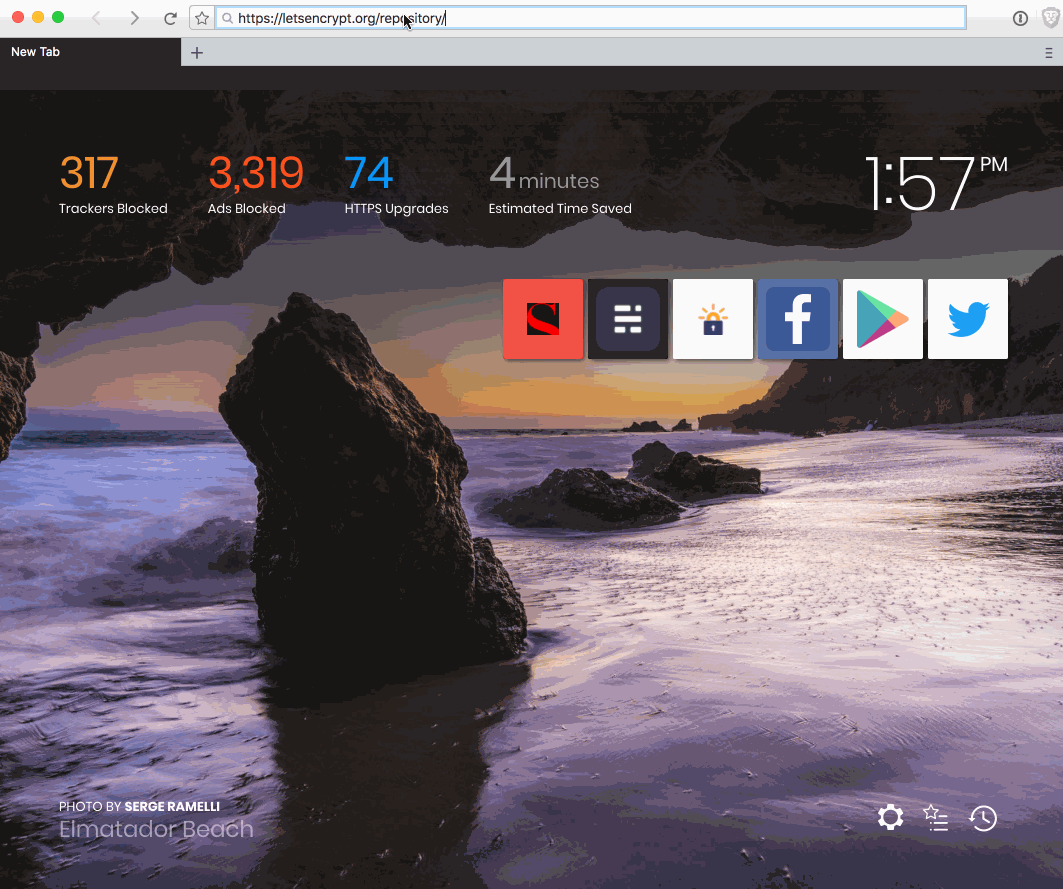 https://letsencrypt.org/repository/
New Tab
317
3,319
74
4 minutes
Trackers Blocked
Ads Blocked
HTTPS Upgrades
Estimated Time Saved
1:57 PM
PHOTO BY SERGE RAMELLI
Elmatador Beach